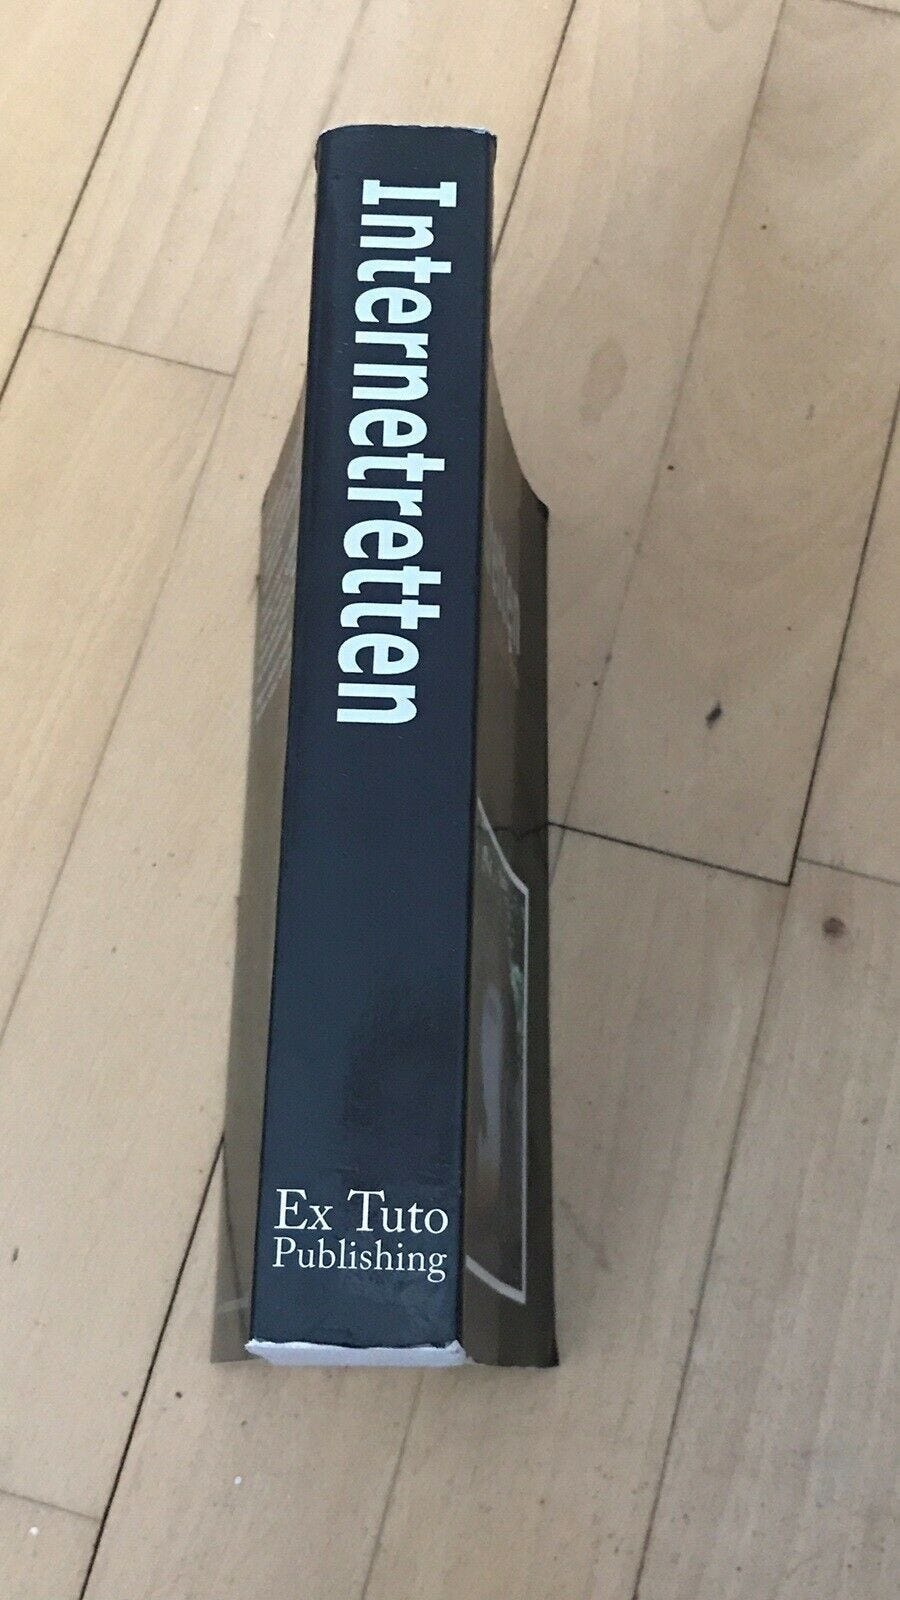 Internetretten
Ex Tuto
Publishing